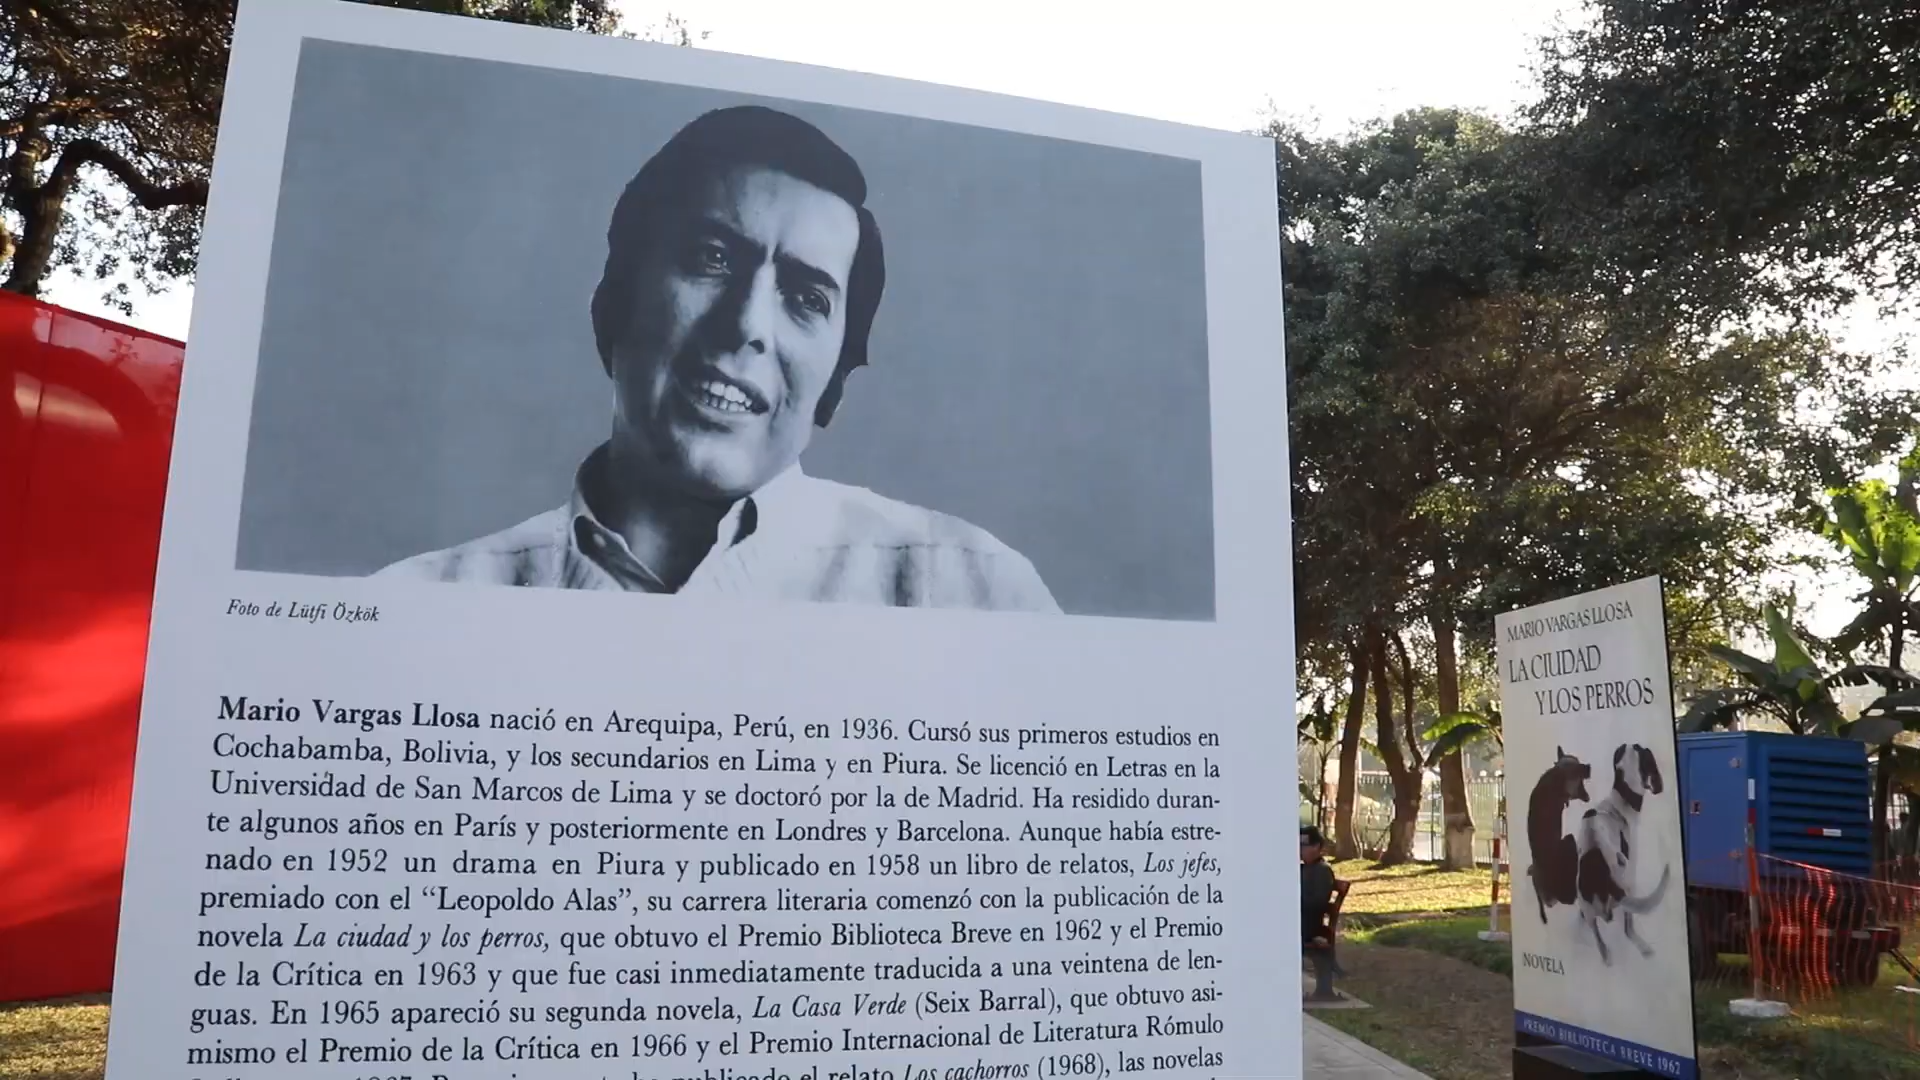 Foto de Lütfi Özkök
Mario Vargas Llosa nació en Arequipa, Perú, en 1936. Cursó sus primeros estudios en
Cochabamba, Bolivia, y los secundarios en Lima y en Piura. Se licenció en Letras en la
Universidad de San Marcos de Lima y se doctoró por la de Madrid. Ha residido duran-
te algunos años en París y posteriormente en Londres y Barcelona. Aunque había estre-
nado en 1952 un drama en Piura y publicado en 1958 un libro de relatos, Los jefes,
premiado con el “Leopoldo Alas”, su carrera literaria comenzó con la publicación de la
novela La ciudad y los perros, que obtuvo el Premio Biblioteca Breve en 1962 y el Premio
de la Crítica en 1963 y que fue casi inmediatamente traducida a una veintena de len-
guas. En 1965 apareció su segunda novela, La Casa Verde (Seix Barral), que obtuvo asi-
mismo el Premio de la Crítica en 1966 y el Premio Internacional de Literatura Rómulo
publicado el relato Los cachorros (1968), las novelas
MARIO VARGAS LLOSA
LA CIUDAD
Y LOS PERROS
NOVELA
PREMIO BIBLIOTECA BREVE 1962